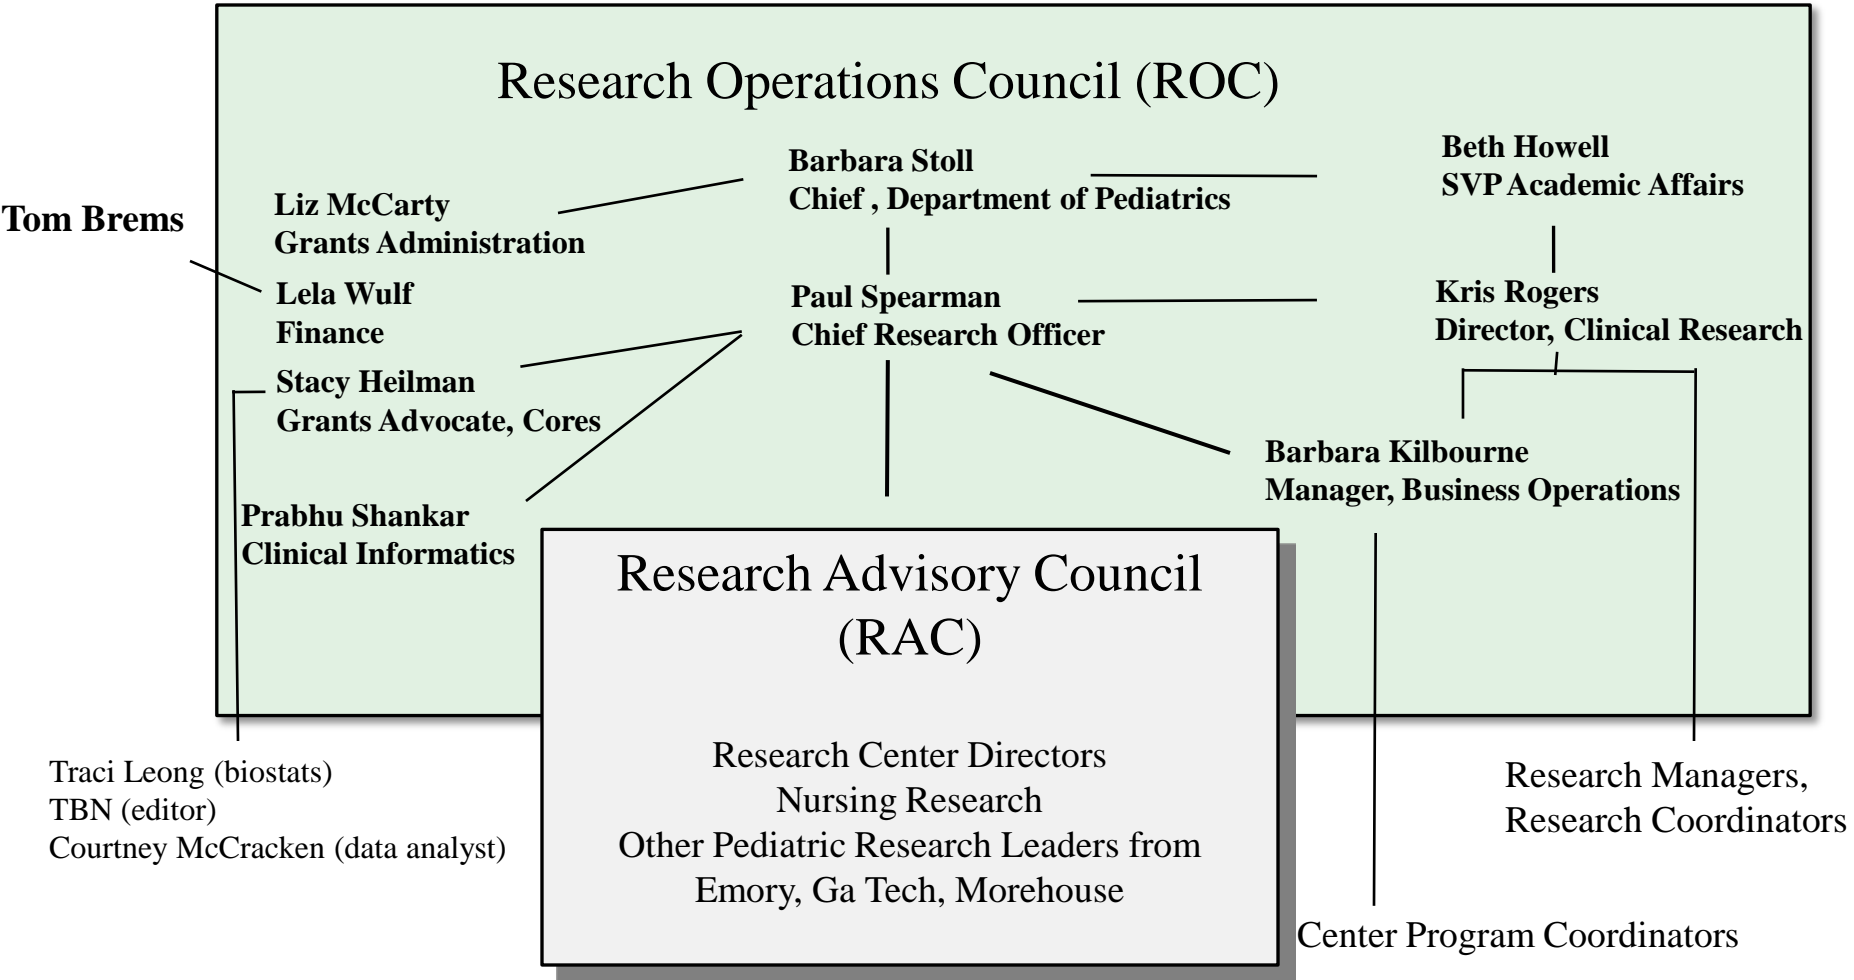 Research Operations Council (ROC)
Tom Brems
Liz McCarty
Grants Administration
Lela Wulf
Finance
Stacy Heilman
Grants Advocate, Cores
Prabhu Shankar
Clinical Informatics
Barbara Stoll
Chief , Department of Pediatrics
Paul Spearman
Chief Research Officer
Beth Howell
SVP Academic Affairs
Kris Rogers
Director, Clinical Research
Barbara Kilbourne
Manager, Business Operations
Research Advisory Council
(RAC)
Research Center Directors
Nursing Research
Other Pediatric Research Leaders from
Emory, Ga Tech, Morehouse
Traci Leong (biostats)
TBN (editor)
Courtney McCracken (data analyst)
Research Managers,
Research Coordinators
Center Program Coordinators